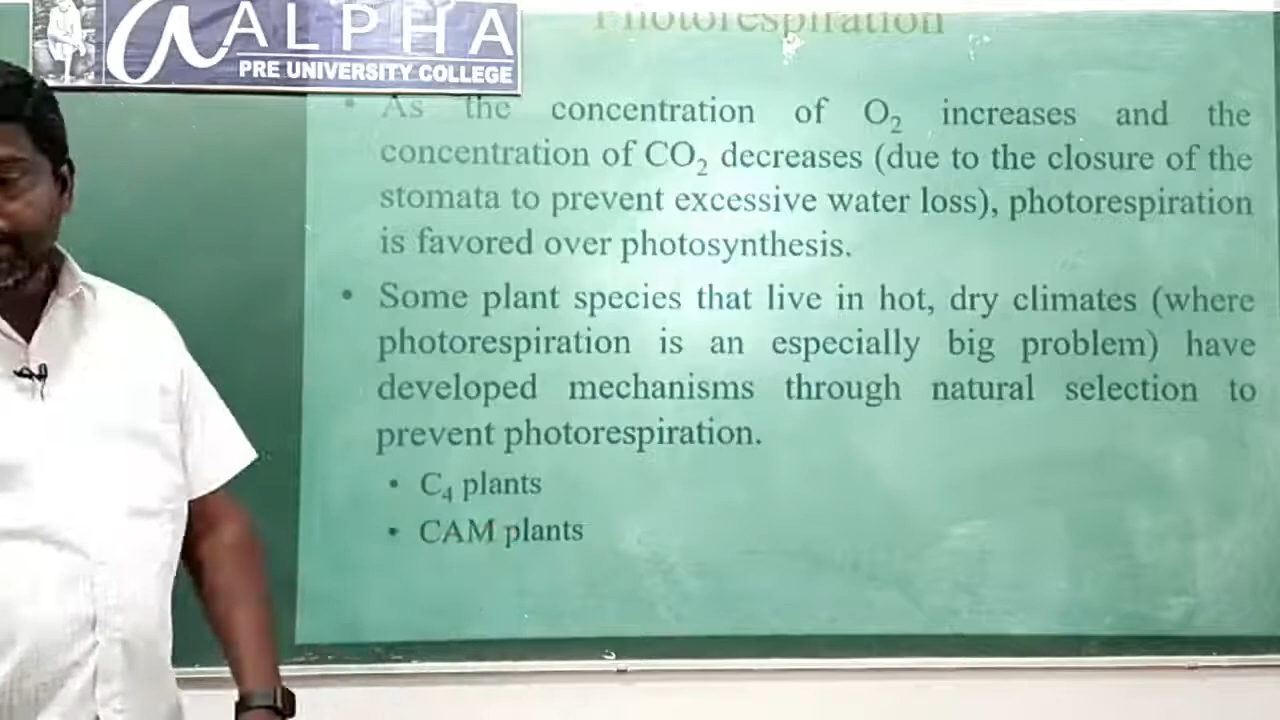 ALPHA
PRE UNIVERSITY COLLEGE
Photorespiration
• As the concentration of O₂ increases and the
concentration of CO₂ decreases (due to the closure of the
stomata to prevent excessive water loss), photorespiration
is favored over photosynthesis.
• Some plant species that live in hot, dry climates (where
photorespiration is an especially big problem) have
developed mechanisms through natural selection to
prevent photorespiration.
• C₄ plants
• CAM plants